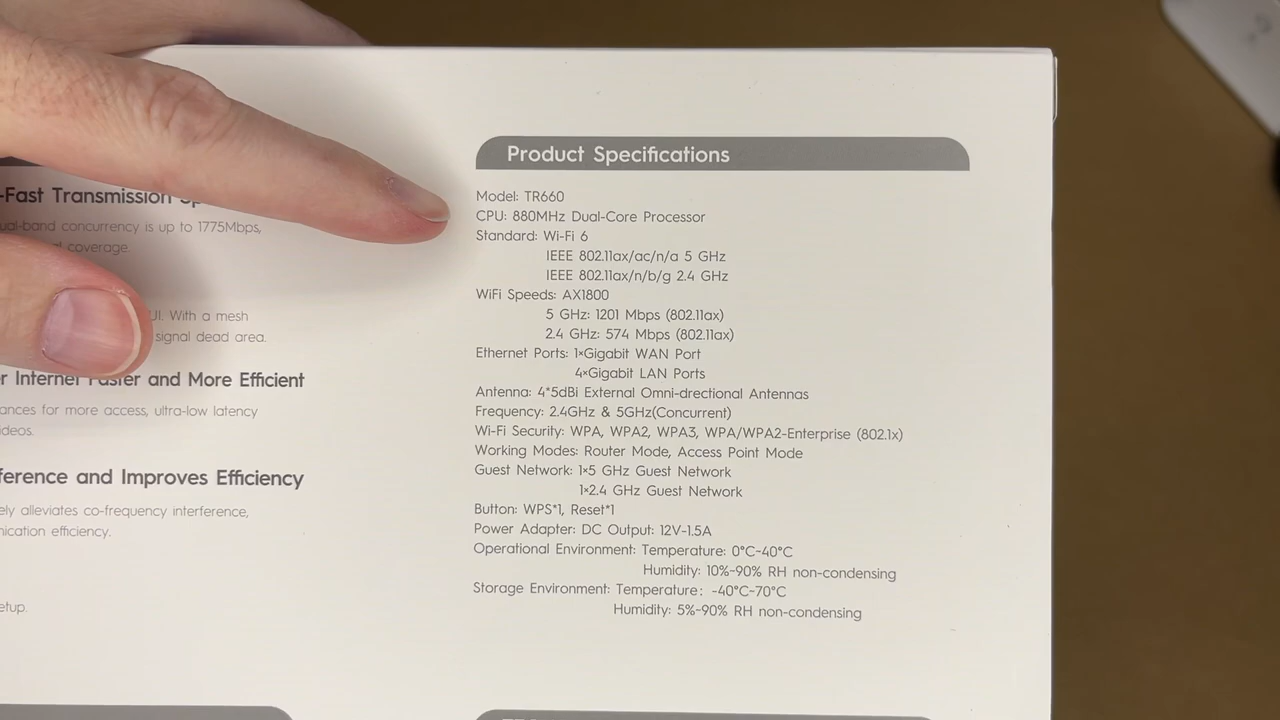 -Fast Transmission
ual-band concurrency is up to 1775Mbps,
coverage.
UI. With a mesh
signal dead area.
r Internet Faster and More Efficient
ances for more access, ultra-low latency
ideos.
ference and Improves Efficiency
ely alleviates co-frequency interference,
nication efficiency.
etup.
Product Specifications
Model: TR660
CPU: 880MHz Dual-Core Processor
Standard: Wi-Fi 6
IEEE 802.11ax/ac/n/a 5 GHz
IEEE 802.11ax/n/b/g 2.4 GHz
WiFi Speeds: AX1800
5 GHz: 1201 Mbps (802.11ax)
2.4 GHz: 574 Mbps (802.11ax)
Ethernet Ports: 1×Gigabit WAN Port
4×Gigabit LAN Ports
Antenna: 4*5dBi External Omni-drectional Antennas
Frequency: 2.4GHz & 5GHz(Concurrent)
Wi-Fi Security: WPA, WPA2, WPA3, WPA/WPA2-Enterprise (802.1x)
Working Modes: Router Mode, Access Point Mode
Guest Network: 1×5 GHz Guest Network
1×2.4 GHz Guest Network
Button: WPS*1, Reset*1
Power Adapter: DC Output: 12V-1.5A
Operational Environment: Temperature: 0°C~40°C
Humidity: 10%~90% RH non-condensing
Storage Environment: Temperature: -40°C~70°C
Humidity: 5%~90% RH non-condensing